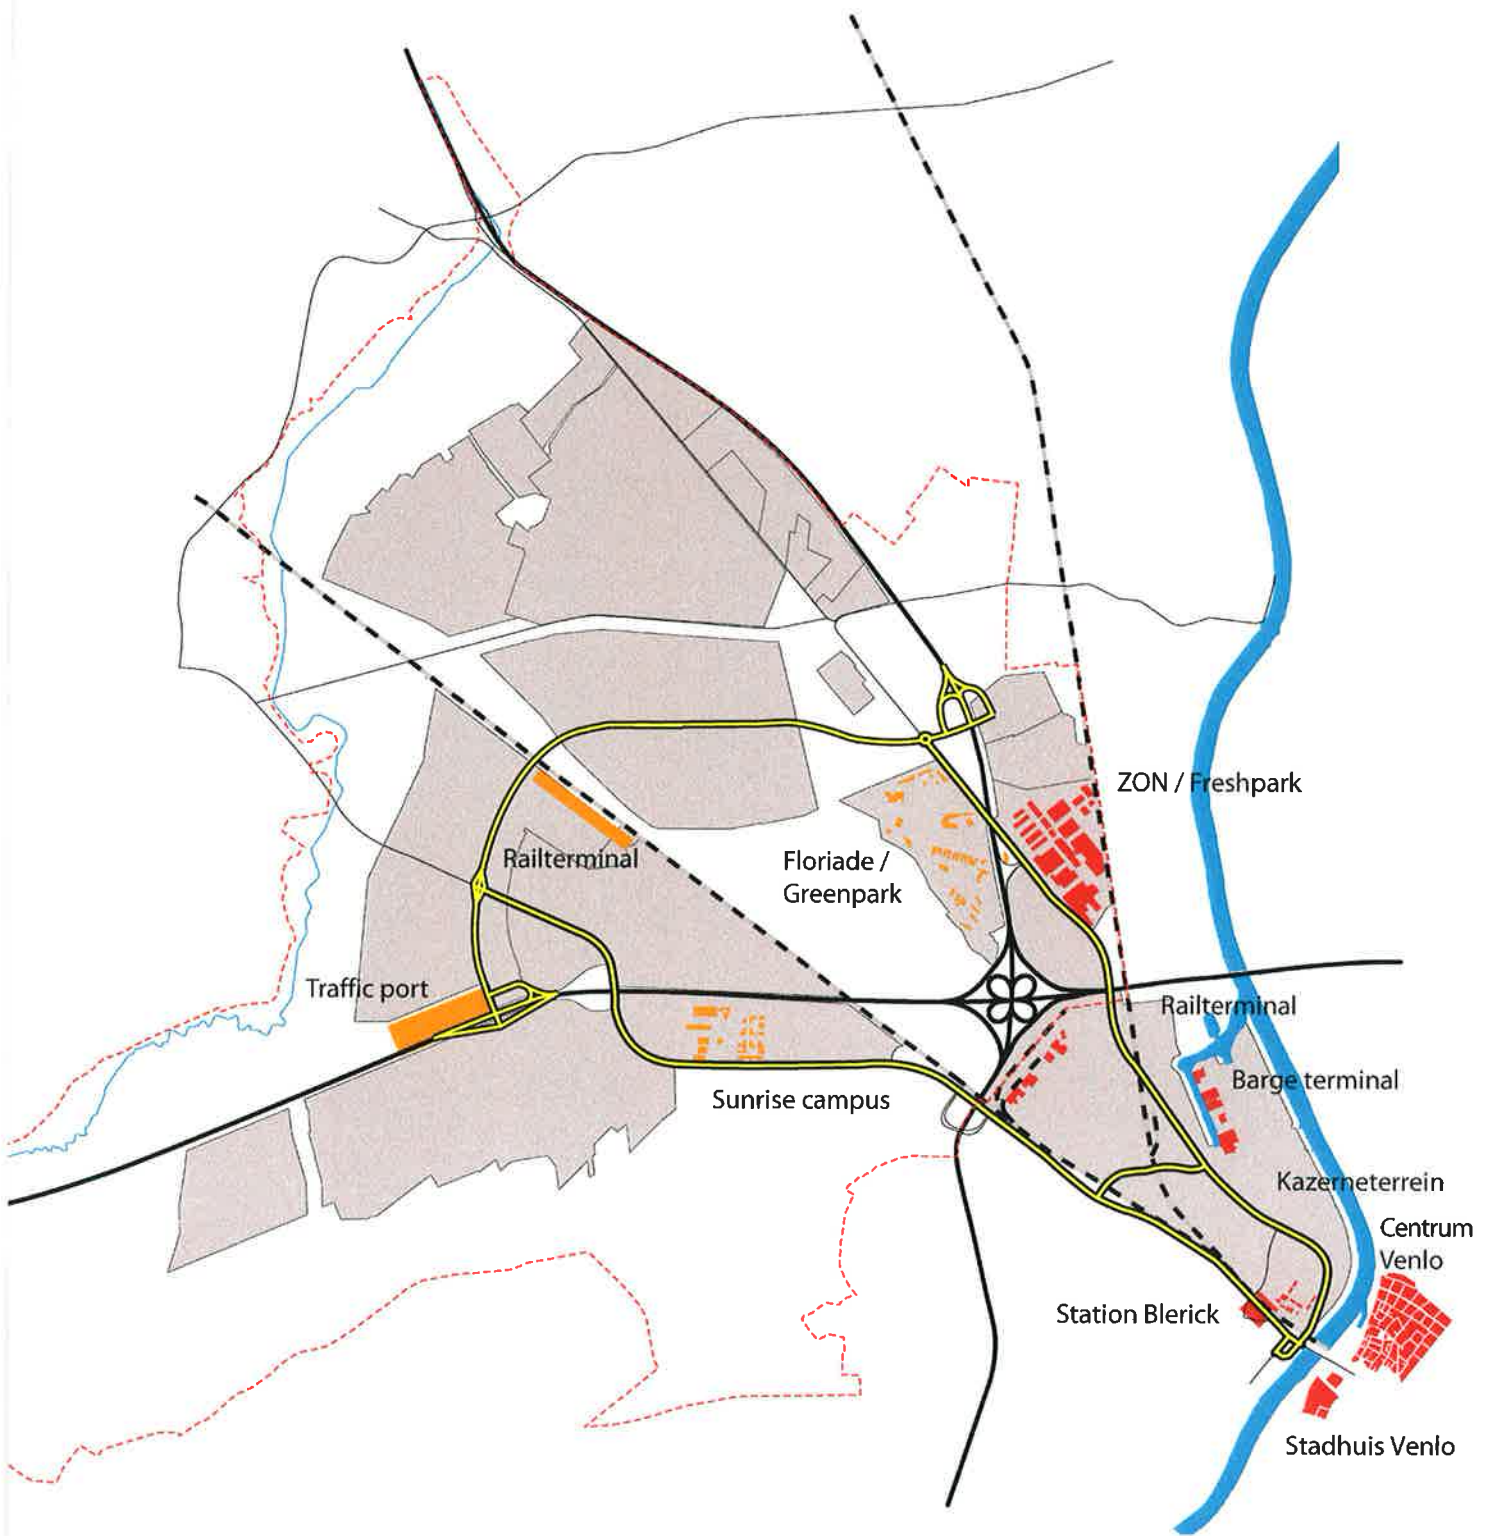 ZON / Freshpark
Railterminal
Floriade /
Greenpark
Traffic port
Railterminal
Sunrise campus
Barge terminal
Kazerneterrein
Centrum
Venlo
Station Blerick
Stadhuis Venlo